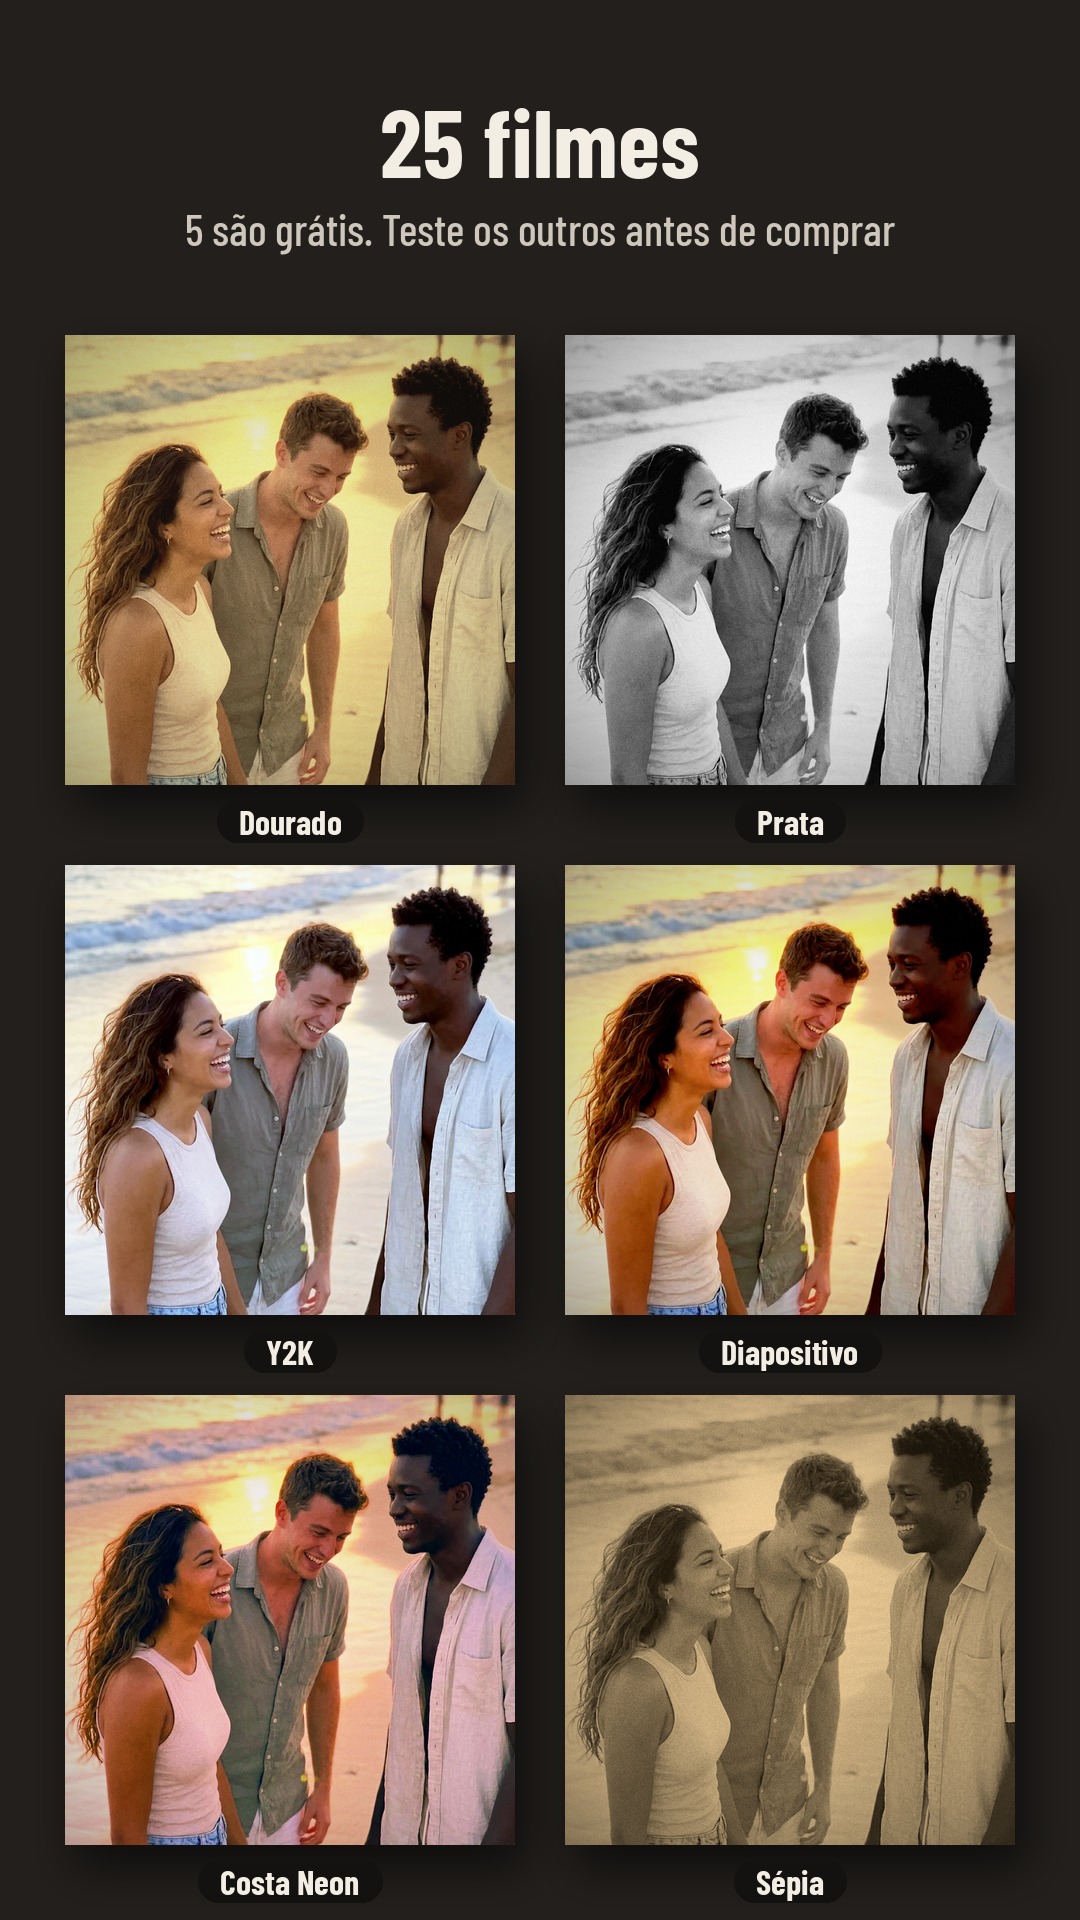 25 filmes
5 são grátis. Teste os outros antes de comprar
Dourado
Prata
Y2K
Diapositivo
Costa Neon
Sépia